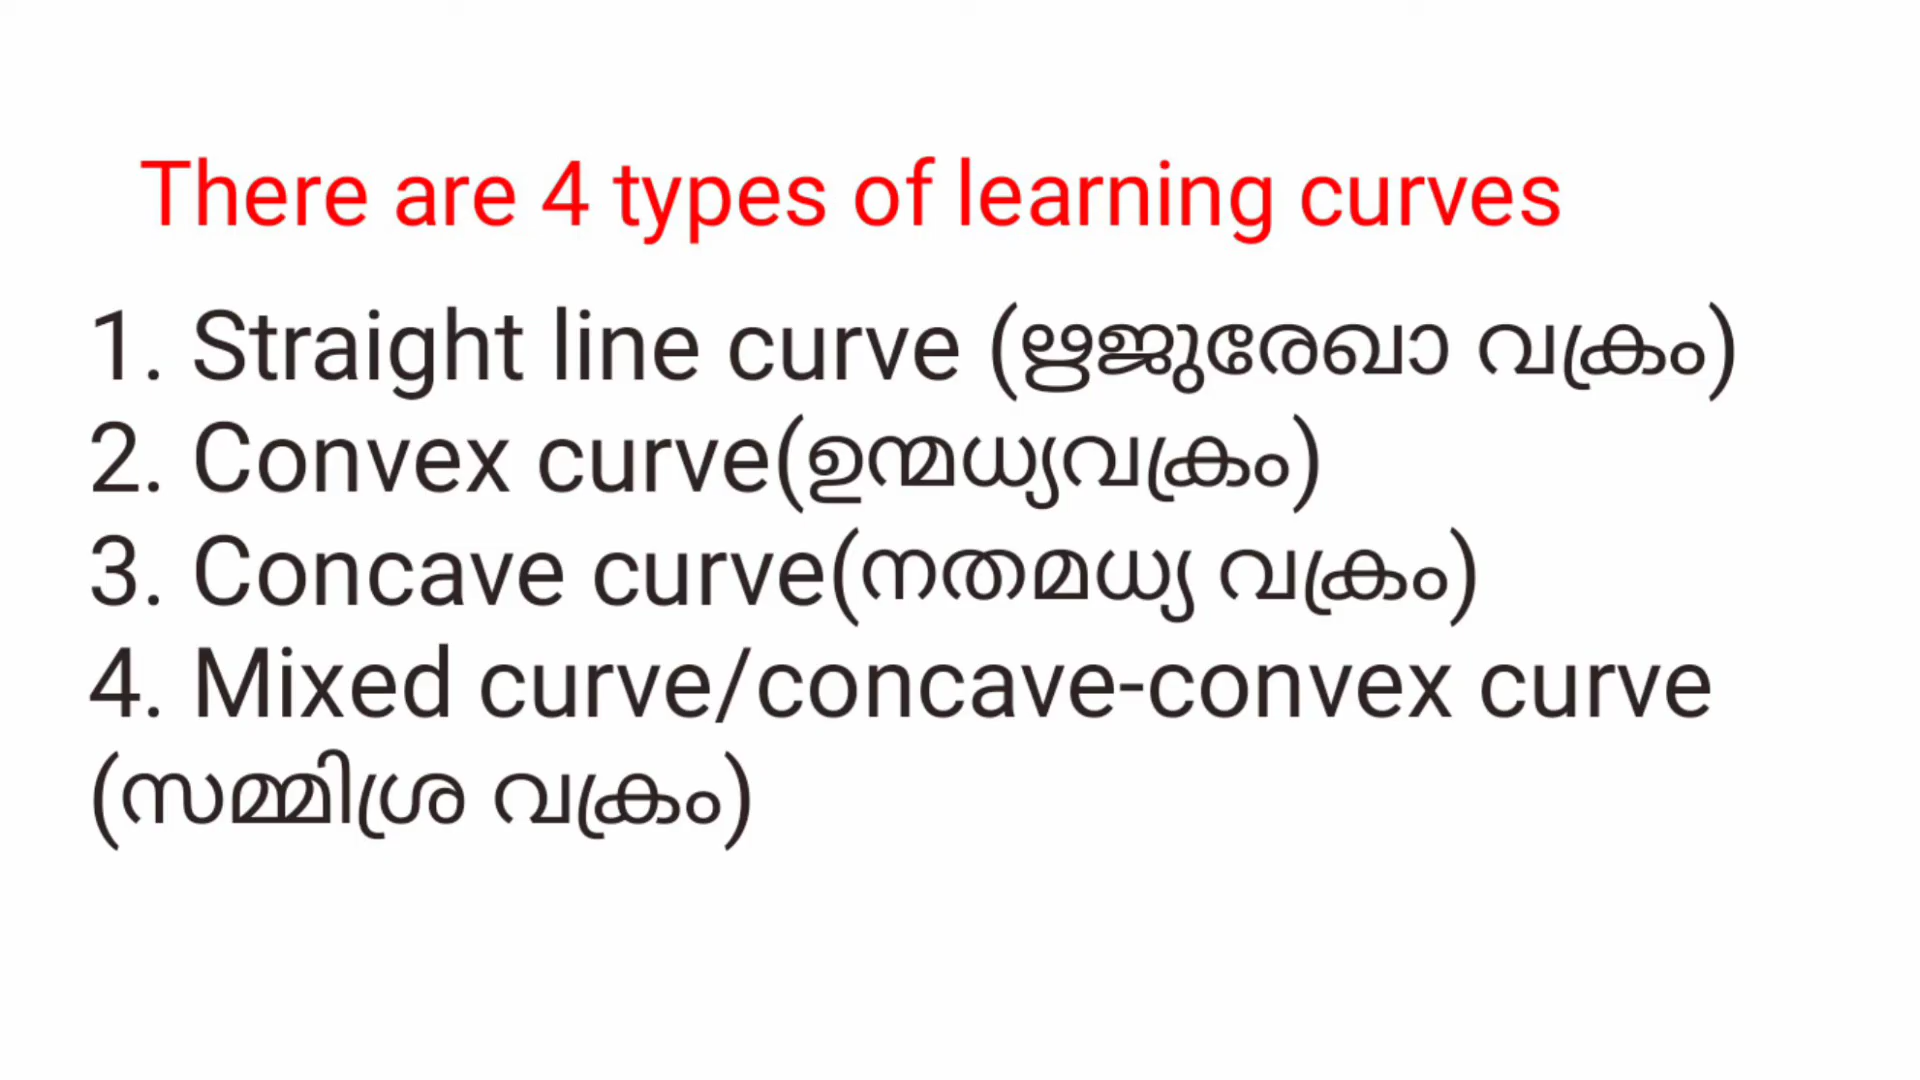 There are 4 types of learning curves
1. Straight line curve (ഋജുരേഖാ വക്രം)
2. Convex curve(ഉന്മധ്യവക്രം)
3. Concave curve(നതമധ്യ വക്രം)
4. Mixed curve/concave-convex curve
(സമ്മിശ്ര വക്രം)